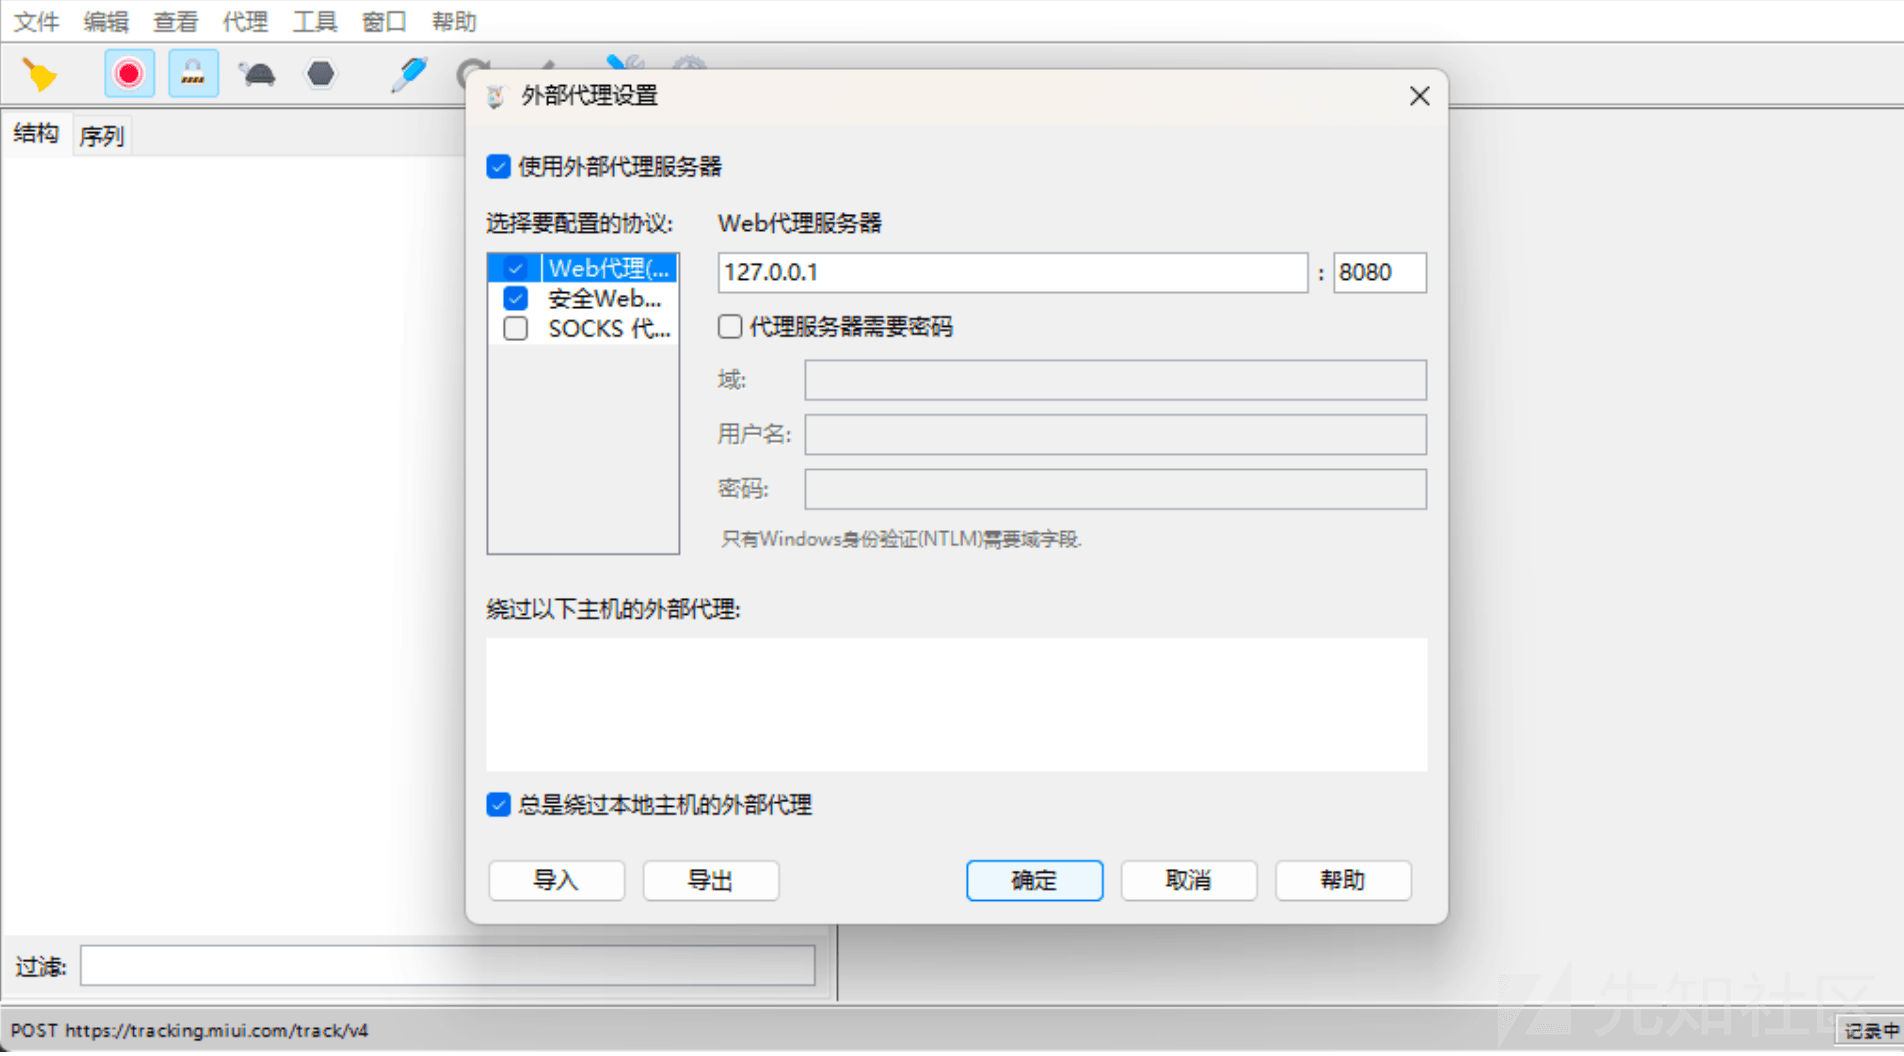 文件 编辑 查看 代理 工具 窗口 帮助
外部代理设置
结构 序列
使用外部代理服务器
选择要配置的协议: Web代理服务器
Web代理(...
127.0.0.1 : 8080
安全Web...
SOCKS 代...
代理服务器需要密码
域:
用户名:
密码:
只有Windows身份验证(NTLM)需要域字段.
绕过以下主机的外部代理:
总是绕过本地主机的外部代理
导入 导出 确定 取消 帮助
过滤:
先知社区
POST https://tracking.miui.com/track/v4
记录中